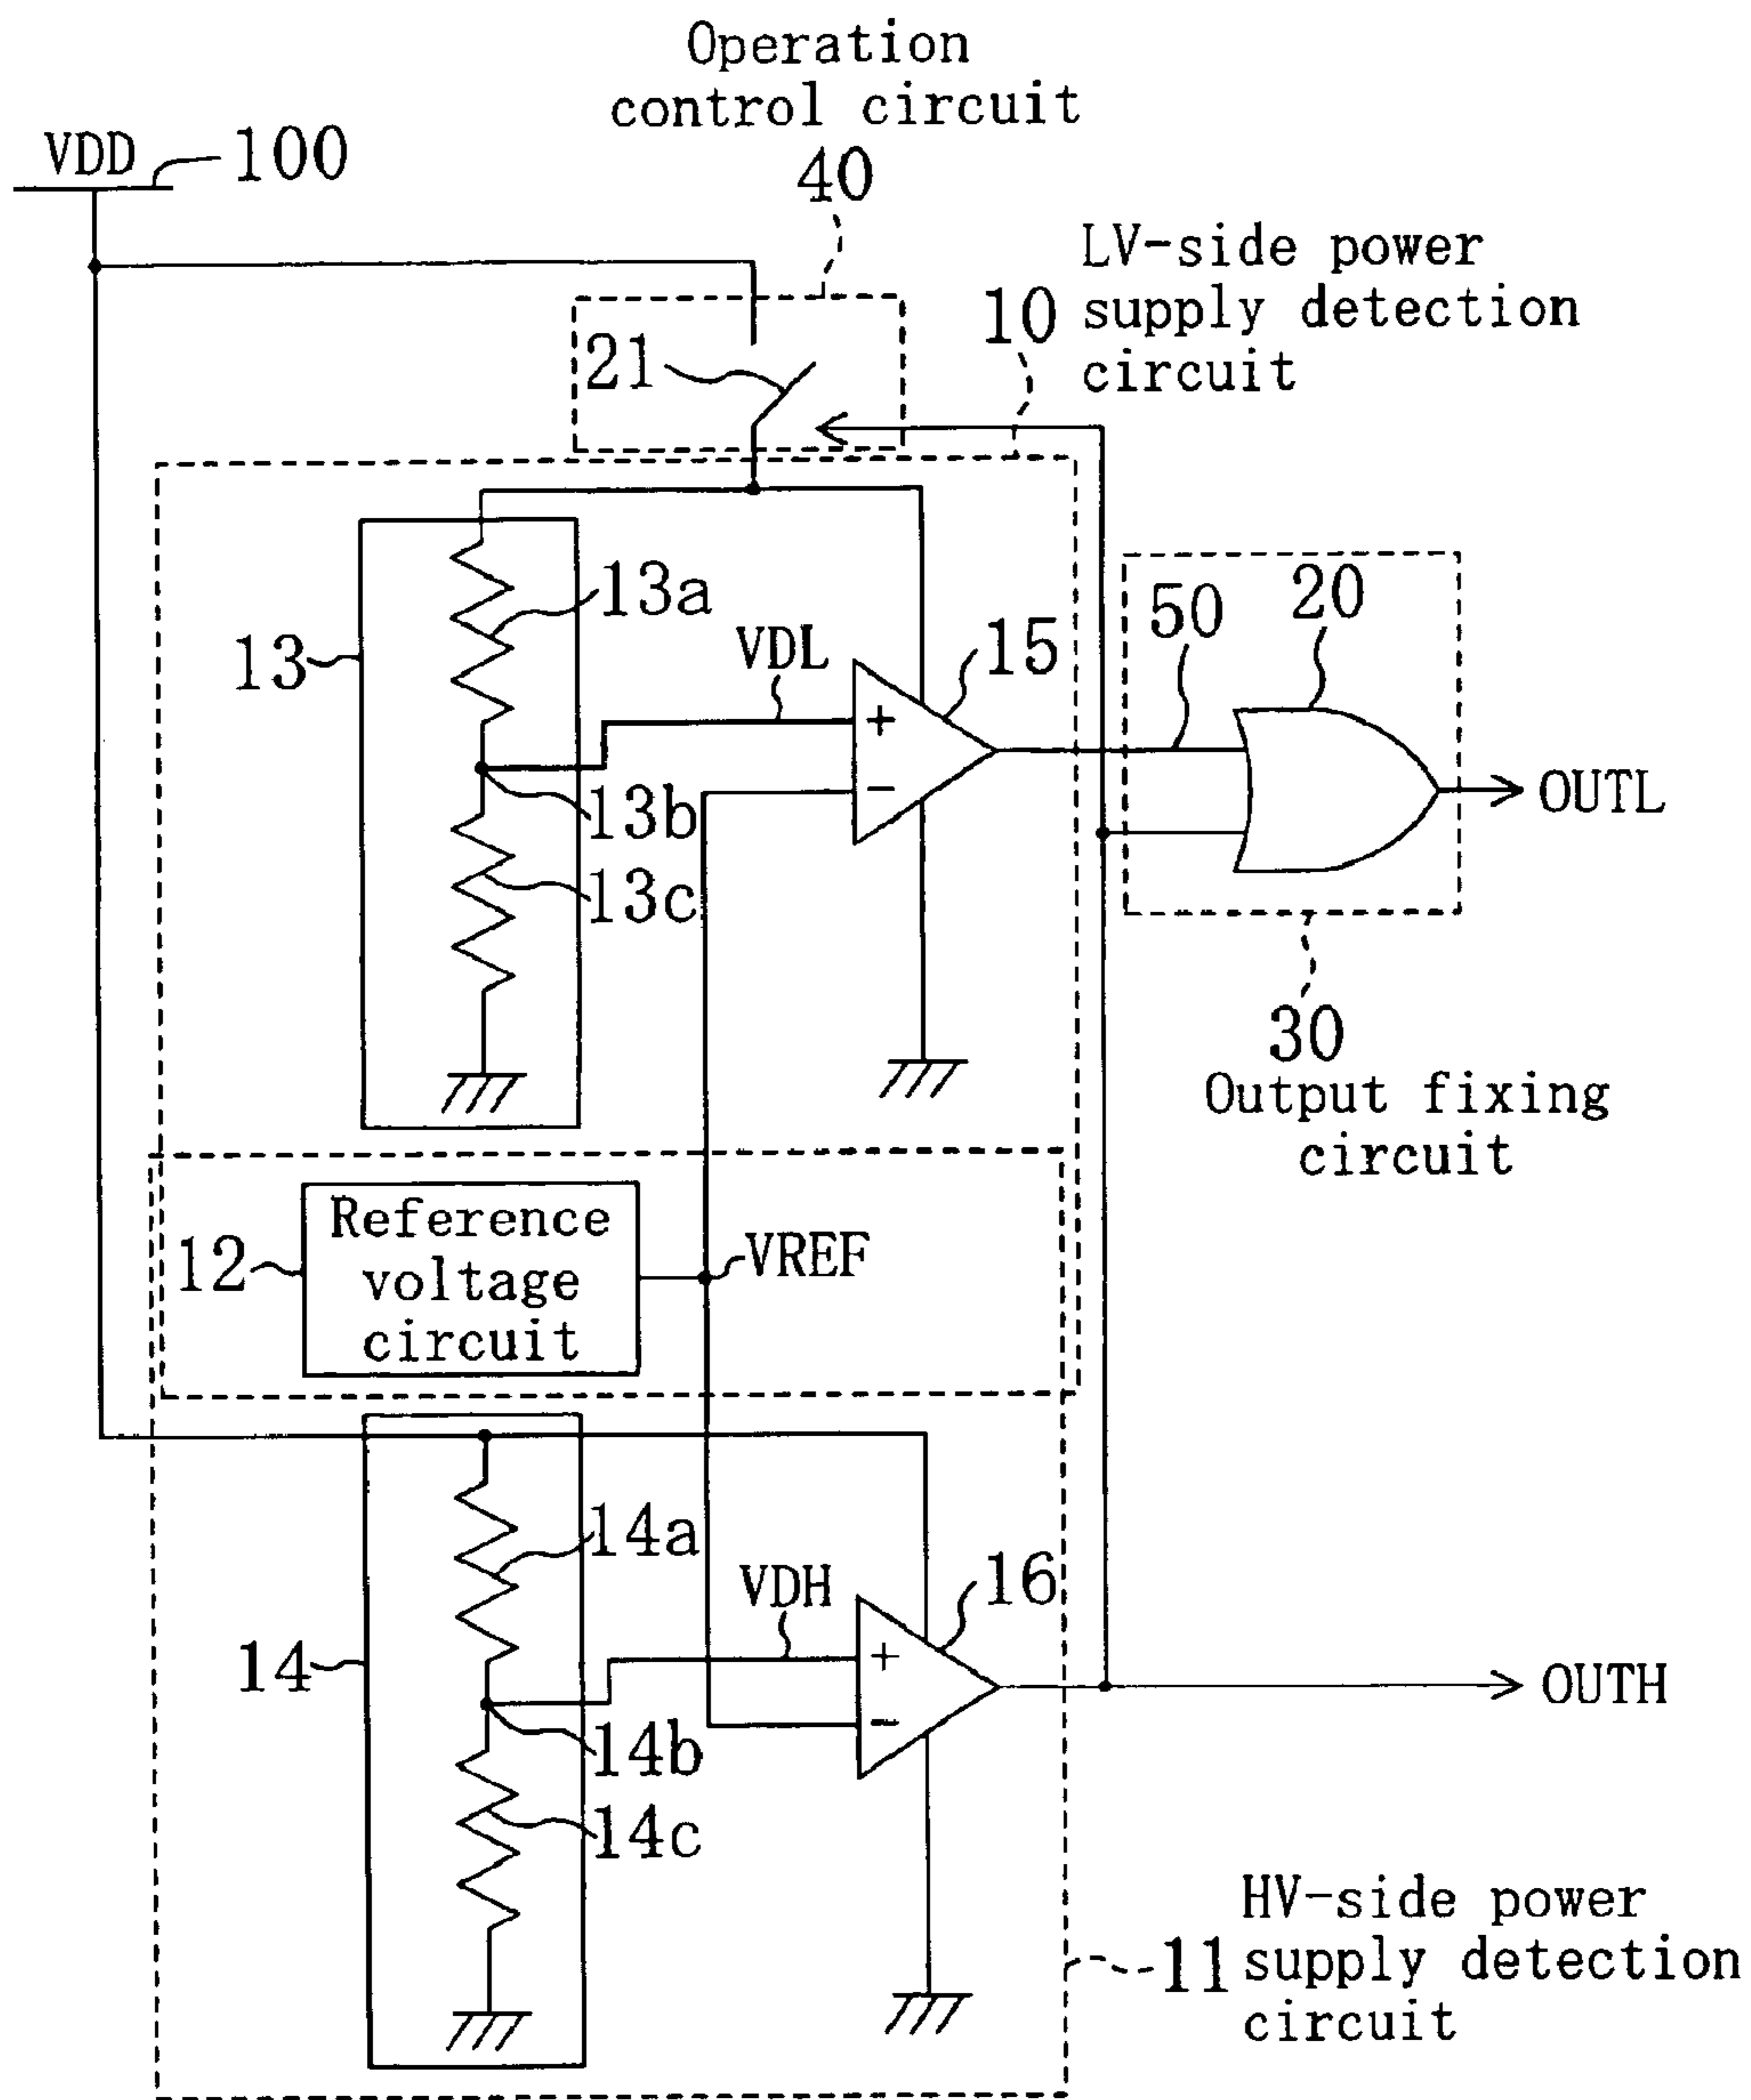 Operation
control circuit
40
VDD
100
LV-side power
supply detection
circuit
10
21
13a
13
VDL
15
50
20
+
−
OUTL
13b
13c
30
Output fixing
circuit
Reference
voltage
circuit
12
VREF
14a
VDH
16
14
+
−
OUTH
14b
14c
HV-side power
supply detection
circuit
11